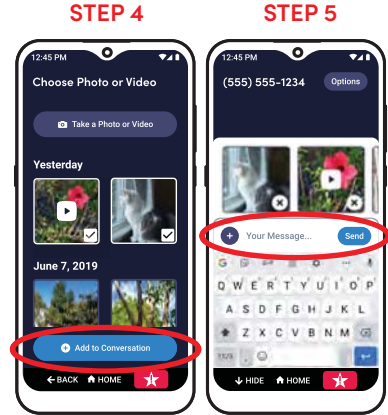 STEP 4
12:45 PM
Choose Photo or Video
Take a Photo or Video
Yesterday
June 7, 2019
Add to Conversation
BACK HOME
STEP 5
12:45 PM
(555) 555-1234 Options
Your Message... Send
Q W E R T Y U I O P
A S D F G H J K L
Z X C V B N M
HIDE HOME